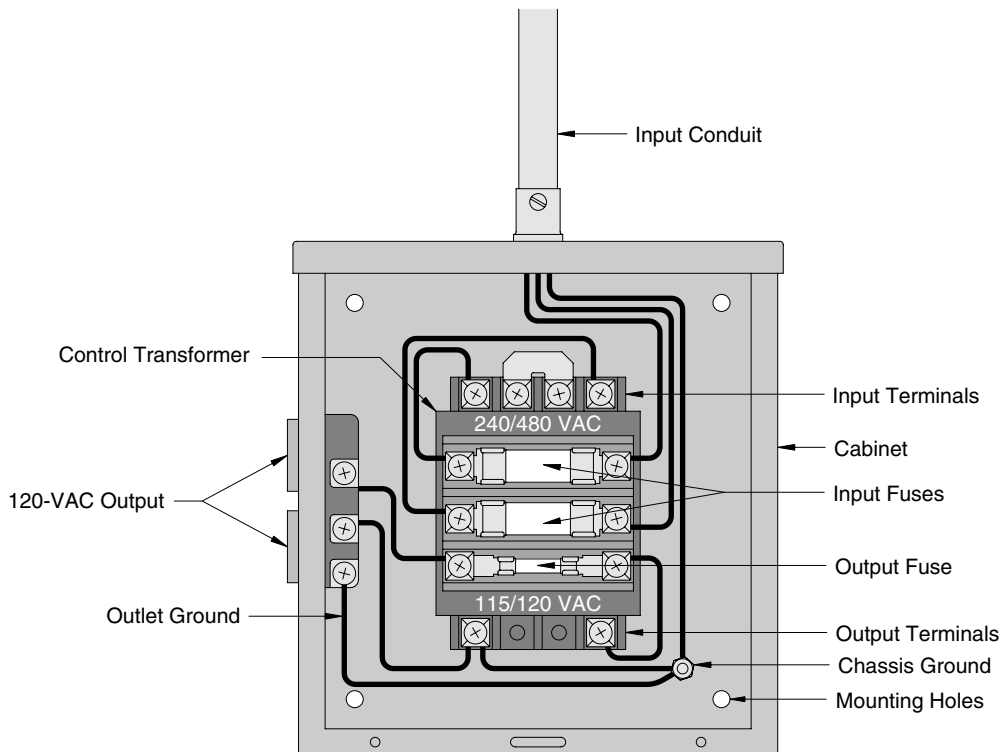 Input Conduit
Control Transformer
Input Terminals
240/480 VAC
Cabinet
Input Fuses
120-VAC Output
Output Fuse
115/120 VAC
Outlet Ground
Output Terminals
Chassis Ground
Mounting Holes